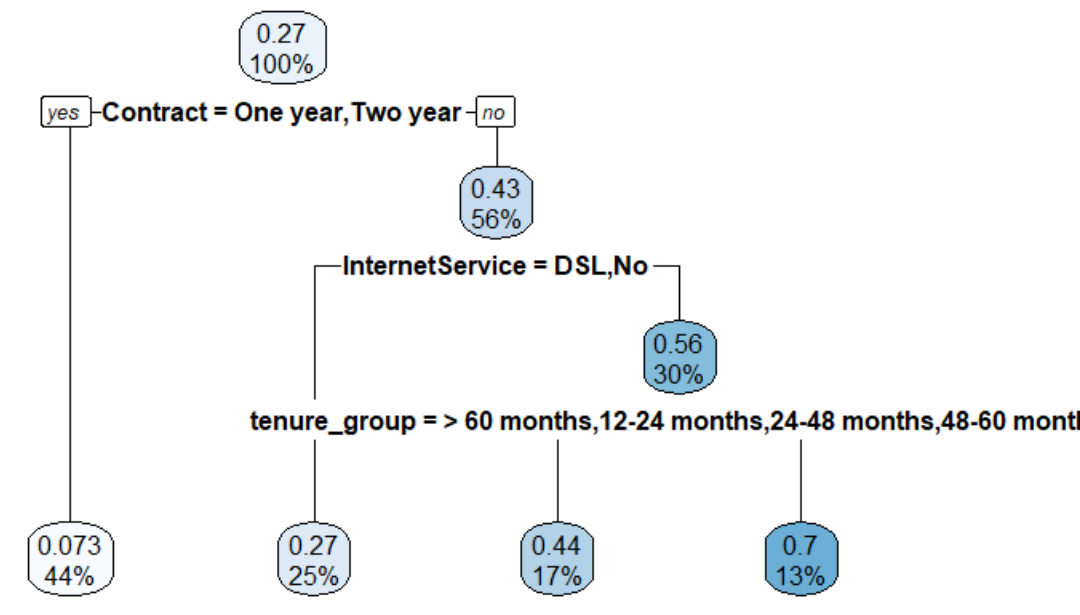 0.27
100%
yes Contract = One year,Two year no
0.43
56%
InternetService = DSL,No
0.56
30%
tenure_group = > 60 months,12-24 months,24-48 months,48-60
0.073 0.27 0.44 0.7
44% 25% 17% 13%